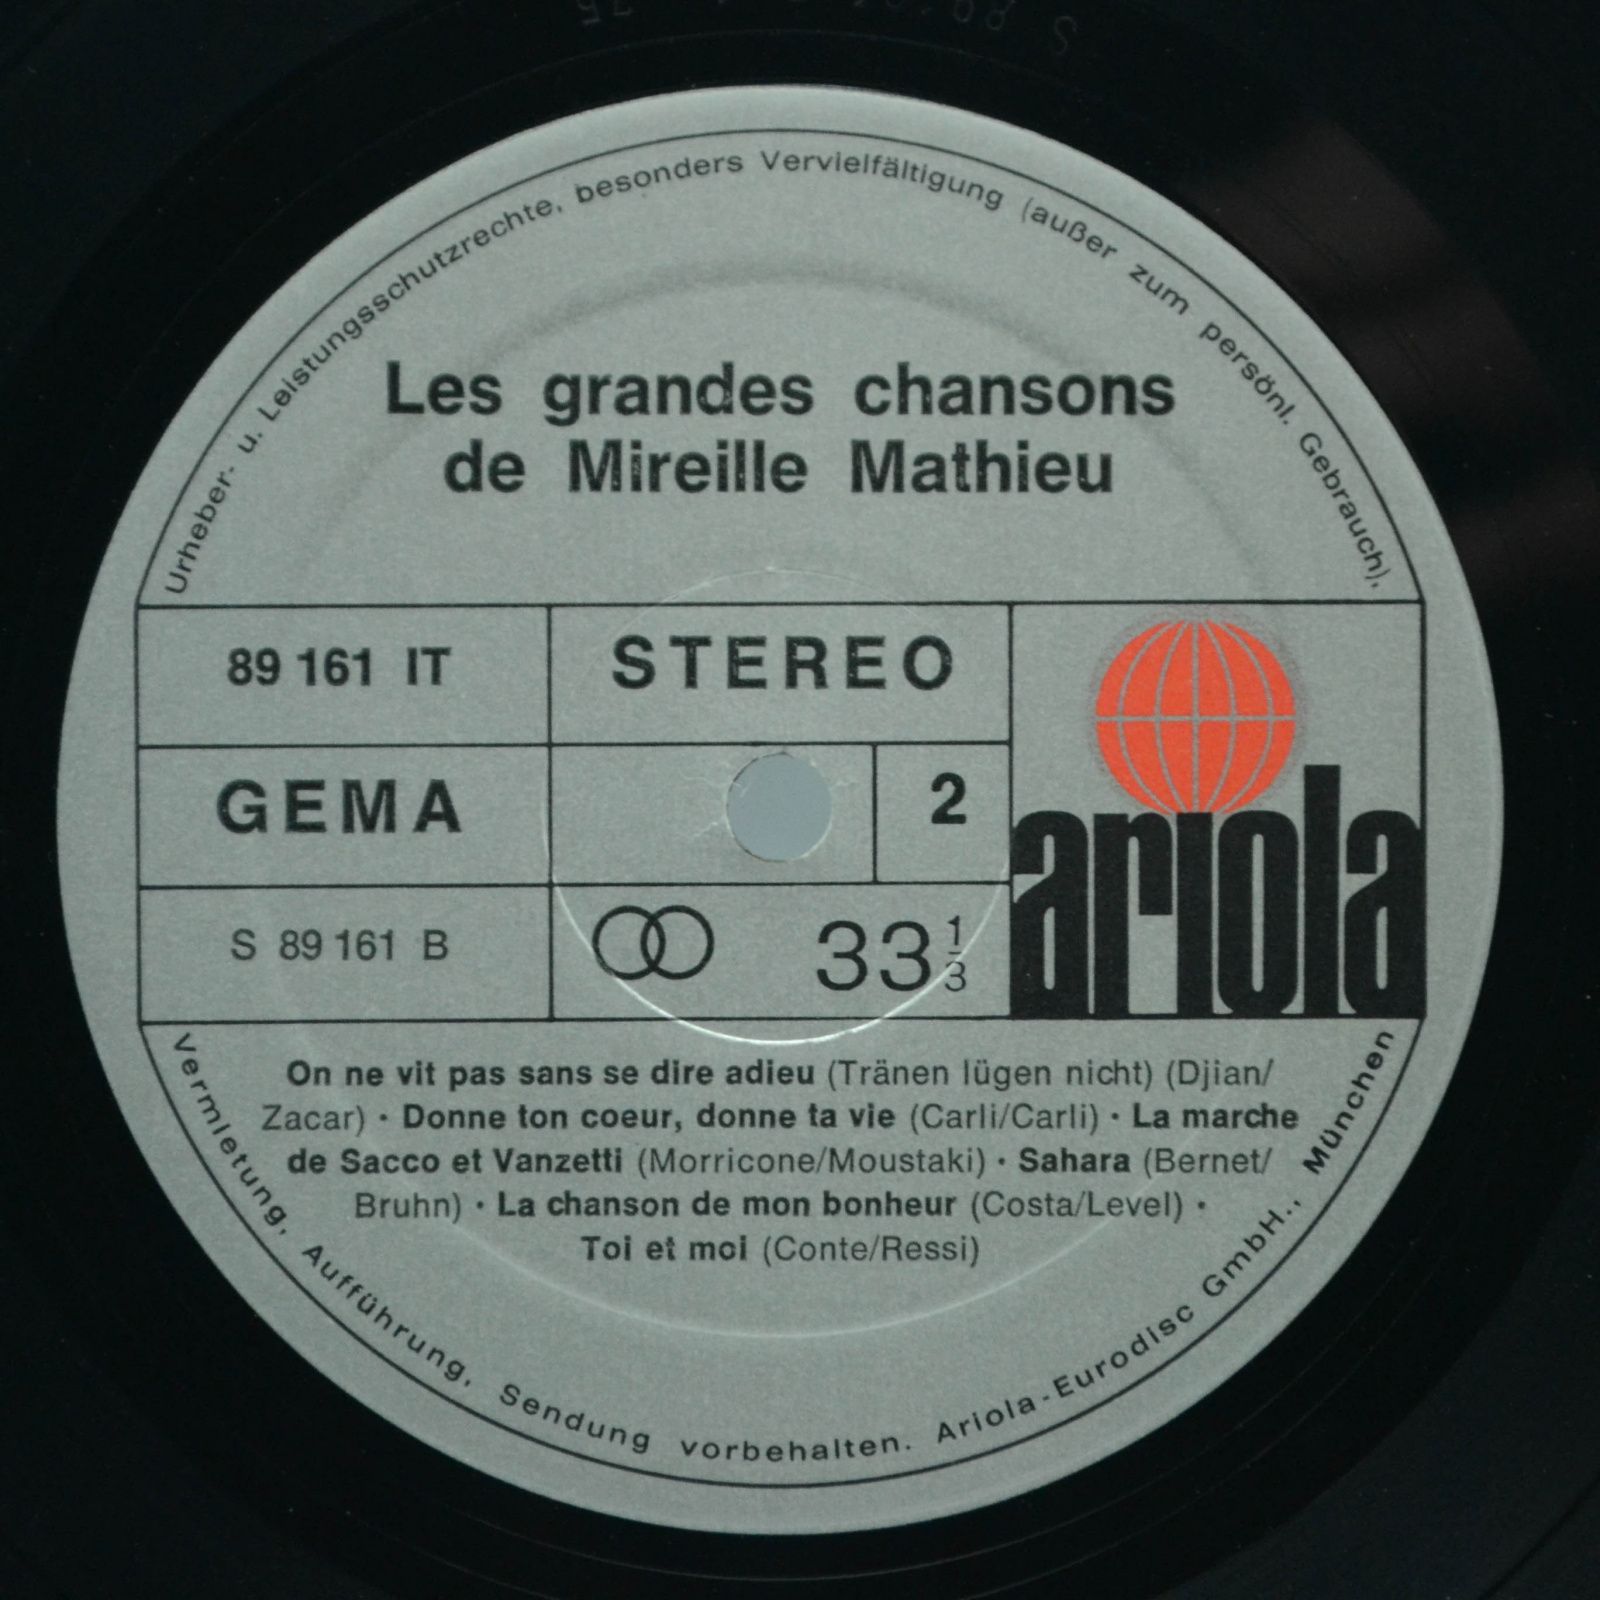 Urheber- u. Leistungsschutzrechte, besonders Vervielfältigung (außer zum persönl. Gebrauch),
Les grandes chansons
de Mireille Mathieu
89 161 IT
STEREO
GEMA
2
S 89 161 B
33 1/3
ariola
On ne vit pas sans se dire adieu (Tränen lügen nicht) (Djian/
Zacar) · Donne ton coeur, donne ta vie (Carli/Carli) · La marche
de Sacco et Vanzetti (Morricone/Moustaki) · Sahara (Bernet/
Bruhn) · La chanson de mon bonheur (Costa/Level) ·
Toi et moi (Conte/Ressi)
Vermietung, Aufführung, Sendung vorbehalten. Ariola-Eurodisc GmbH., München